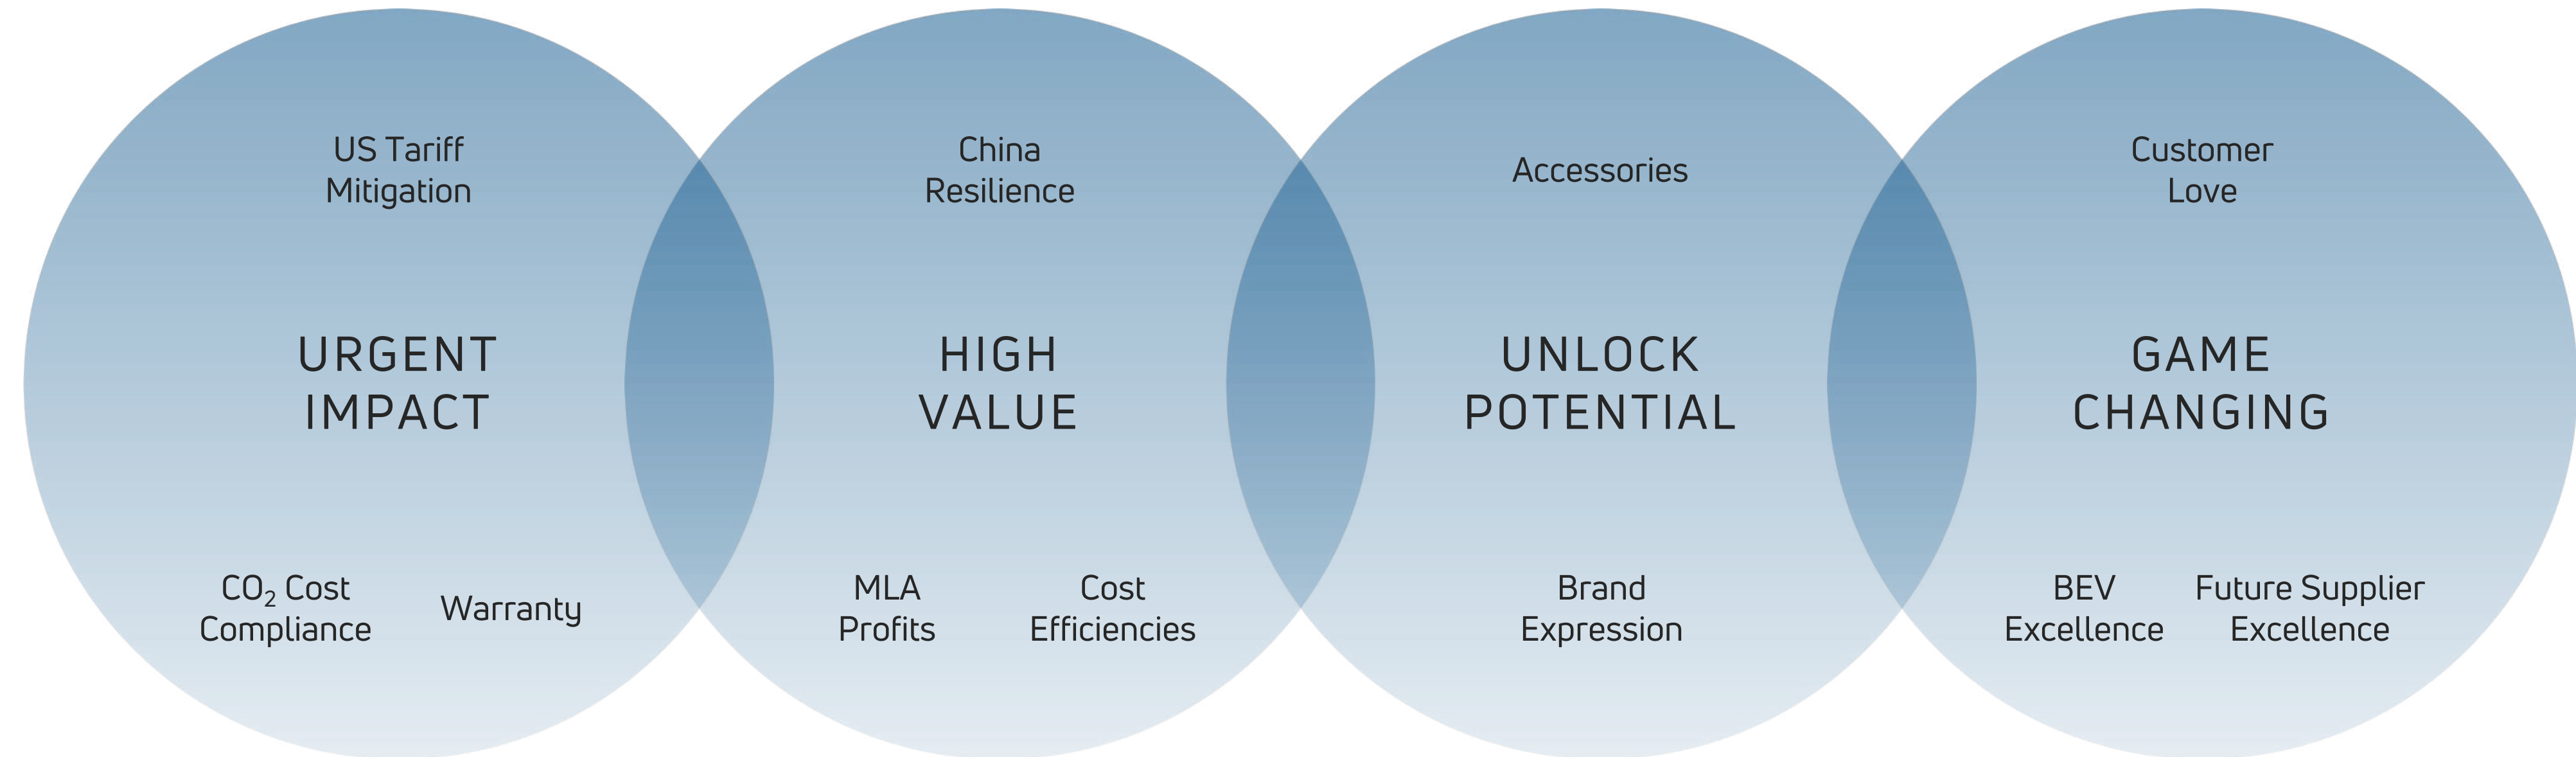 US Tariff
Mitigation
URGENT
IMPACT
CO₂ Cost
Compliance
Warranty
China
Resilience
HIGH
VALUE
MLA
Profits
Cost
Efficiencies
Accessories
UNLOCK
POTENTIAL
Brand
Expression
Customer
Love
GAME
CHANGING
BEV
Excellence
Future Supplier
Excellence